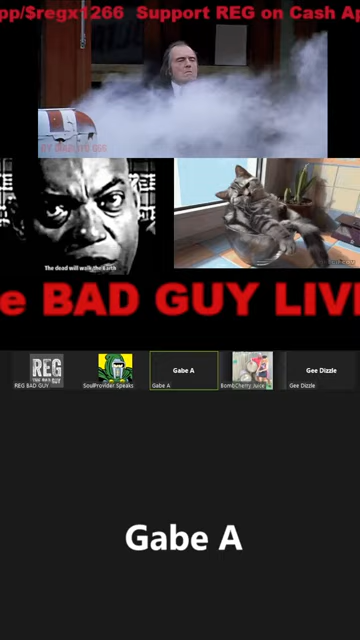 pp/$regx1266 Support REG on Cash Ap
The dead will walk the earth
e BAD GUY LIV
REG
REG BAD GUY
SoulProvider Speaks
Gabe A
Gabe A
BombCherry Juice
Gee Dizzle
Gee Dizzle
Gabe A